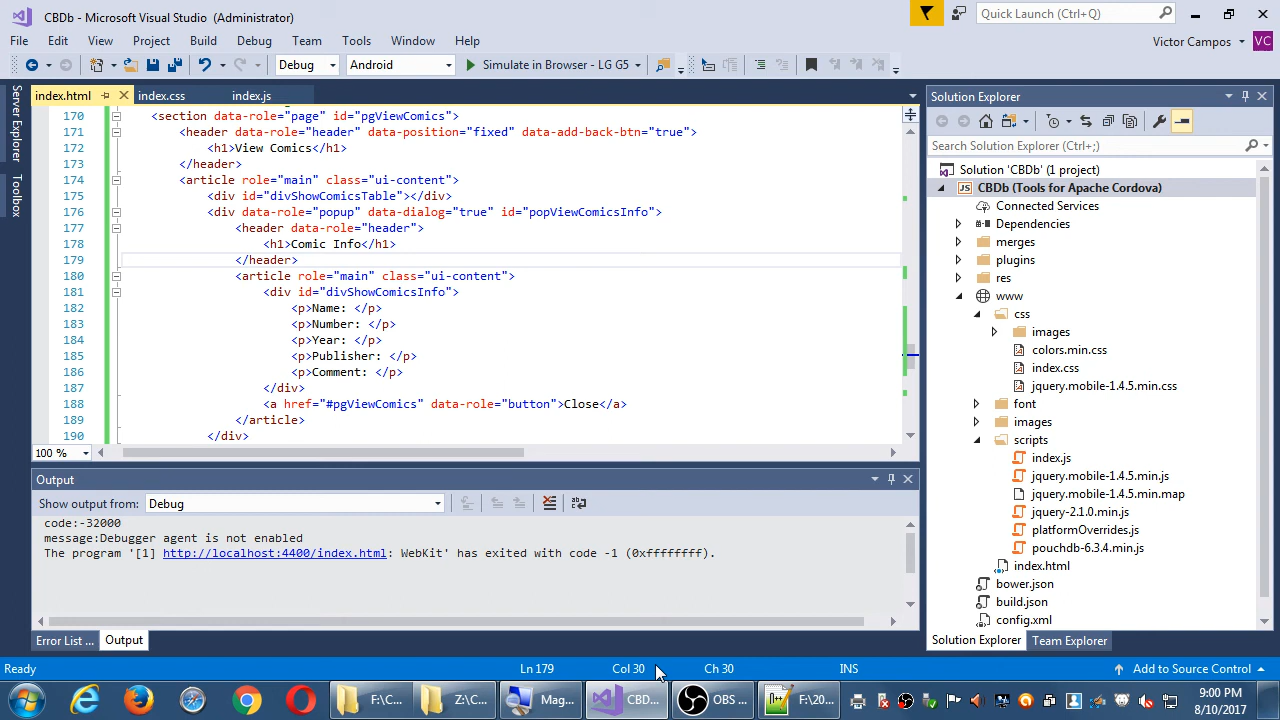 CBDb - Microsoft Visual Studio (Administrator)
Quick Launch (Ctrl+Q)
File Edit View Project Build Debug Team Tools Window Help
Victor Campos VC
Debug Android Simulate in Browser - LG G5
index.html index.css index.js
Server Explorer
Toolbox
170 <section data-role="page" id="pgViewComics">
171 <header data-role="header" data-position="fixed" data-add-back-btn="true">
172 <h1>View Comics</h1>
173 </header>
174 <article role="main" class="ui-content">
175 <div id="divShowComicsTable"></div>
176 <div data-role="popup" data-dialog="true" id="popViewComicsInfo">
177 <header data-role="header">
178 <h1>Comic Info</h1>
179 </header>
180 <article role="main" class="ui-content">
181 <div id="divShowComicsInfo">
182 <p>Name: </p>
183 <p>Number: </p>
184 <p>Year: </p>
185 <p>Publisher: </p>
186 <p>Comment: </p>
187 </div>
188 <a href="#pgViewComics" data-role="button">Close</a>
189 </article>
190 </div>
100 %
Output
Show output from: Debug
code:-32000
message:Debugger agent is not enabled
The program '[1] http://localhost:4400/index.html: WebKit' has exited with code -1 (0xffffffff).
Error List ... Output
Solution Explorer
Search Solution Explorer (Ctrl+;)
Solution 'CBDb' (1 project)
JS CBDb (Tools for Apache Cordova)
Connected Services
Dependencies
merges
plugins
res
www
css
images
colors.min.css
index.css
jquery.mobile-1.4.5.min.css
font
images
scripts
index.js
jquery.mobile-1.4.5.min.js
jquery.mobile-1.4.5.min.map
jquery-2.1.0.min.js
platformOverrides.js
pouchdb-6.3.4.min.js
index.html
bower.json
build.json
config.xml
Solution Explorer Team Explorer
Ready Ln 179 Col 30 Ch 30 INS Add to Source Control
F:\C... Z:\C... Mag... CBD... OBS ... F:\20...
9:00 PM
8/10/2017